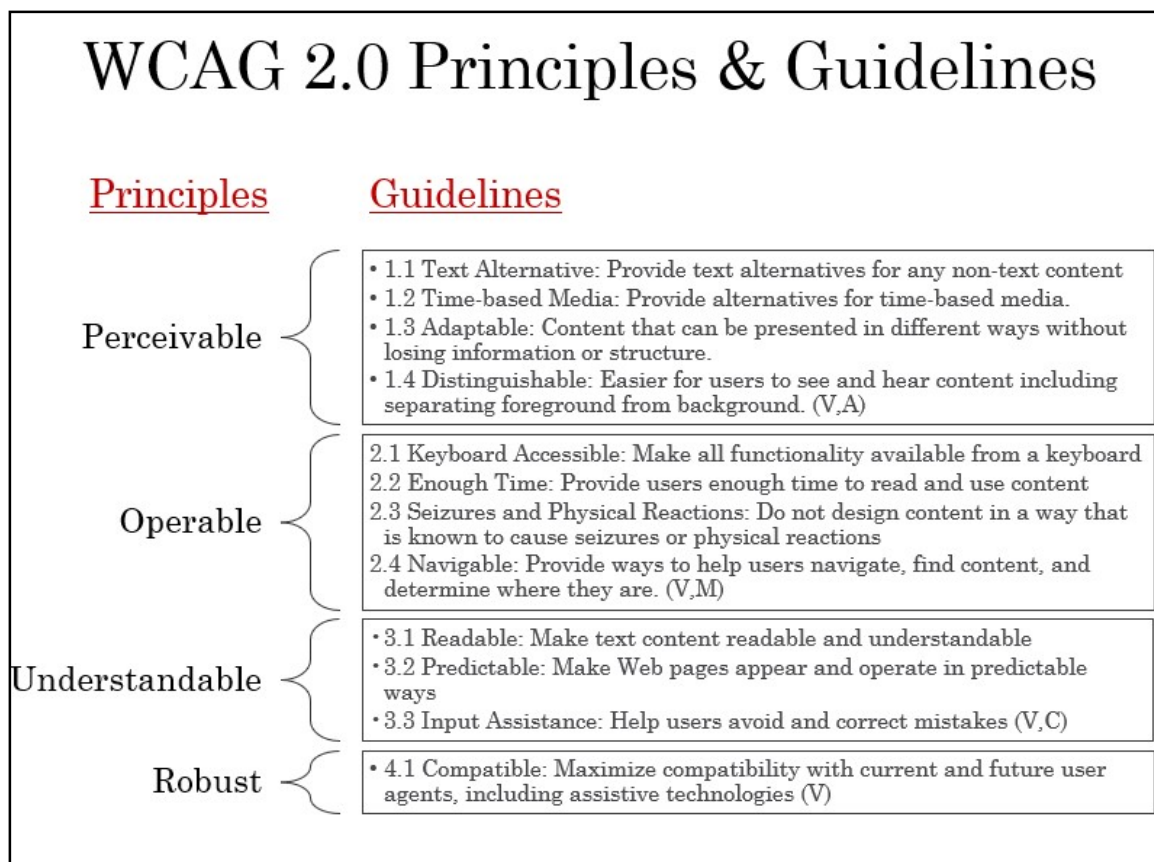 WCAG 2.0 Principles & Guidelines
Principles
Guidelines
Perceivable
• 1.1 Text Alternative: Provide text alternatives for any non-text content
• 1.2 Time-based Media: Provide alternatives for time-based media.
• 1.3 Adaptable: Content that can be presented in different ways without
losing information or structure.
• 1.4 Distinguishable: Easier for users to see and hear content including
separating foreground from background. (V,A)
Operable
2.1 Keyboard Accessible: Make all functionality available from a keyboard
2.2 Enough Time: Provide users enough time to read and use content
2.3 Seizures and Physical Reactions: Do not design content in a way that
is known to cause seizures or physical reactions
2.4 Navigable: Provide ways to help users navigate, find content, and
determine where they are. (V,M)
Understandable
• 3.1 Readable: Make text content readable and understandable
• 3.2 Predictable: Make Web pages appear and operate in predictable
ways
• 3.3 Input Assistance: Help users avoid and correct mistakes (V,C)
Robust
• 4.1 Compatible: Maximize compatibility with current and future user
agents, including assistive technologies (V)